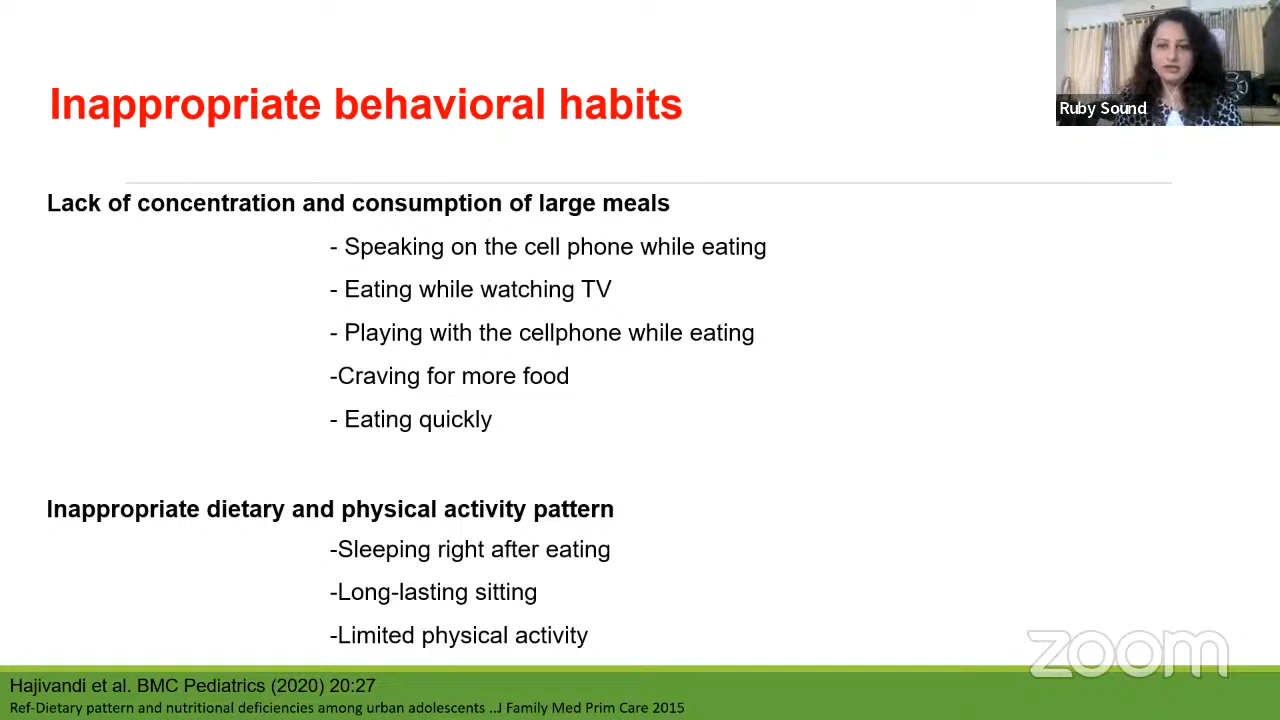 Ruby Sound
Inappropriate behavioral habits
Lack of concentration and consumption of large meals
- Speaking on the cell phone while eating
- Eating while watching TV
- Playing with the cellphone while eating
-Craving for more food
- Eating quickly
Inappropriate dietary and physical activity pattern
-Sleeping right after eating
-Long-lasting sitting
-Limited physical activity
zoom
Hajivandi et al. BMC Pediatrics (2020) 20:27
Ref-Dietary pattern and nutritional deficiencies among urban adolescents ..J Family Med Prim Care 2015